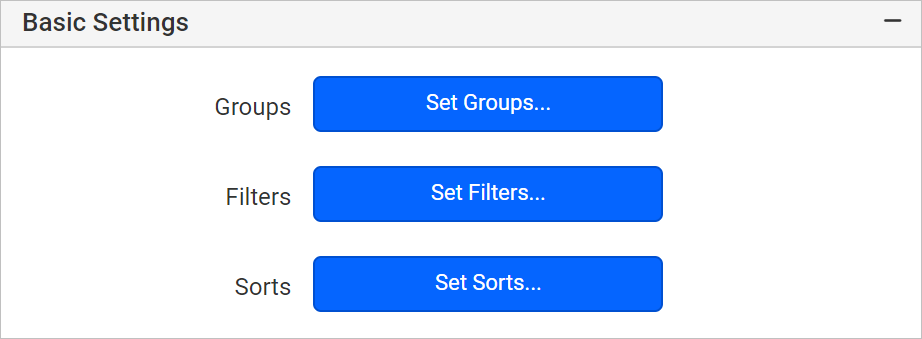 Basic Settings
Groups Set Groups...
Filters Set Filters...
Sorts Set Sorts...